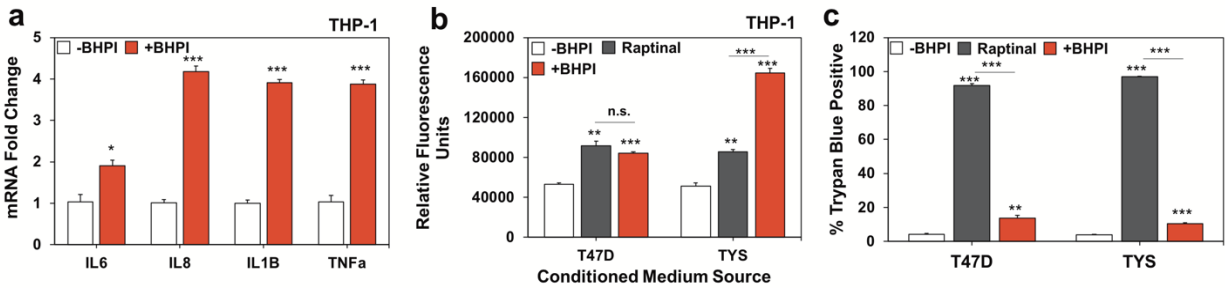 a
THP-1
-BHPI +BHPI
mRNA Fold Change
5
4
3
2
1
0
*
***
***
***
IL6 IL8 IL1B TNFa
b
THP-1
-BHPI Raptinal
+BHPI
Relative Fluorescence
Units
200000
160000
120000
80000
40000
0
**
n.s.
***
**
***
***
T47D TYS
Conditioned Medium Source
c
-BHPI Raptinal +BHPI
% Trypan Blue Positive
120
100
80
60
40
20
0
***
***
**
***
***
***
T47D TYS